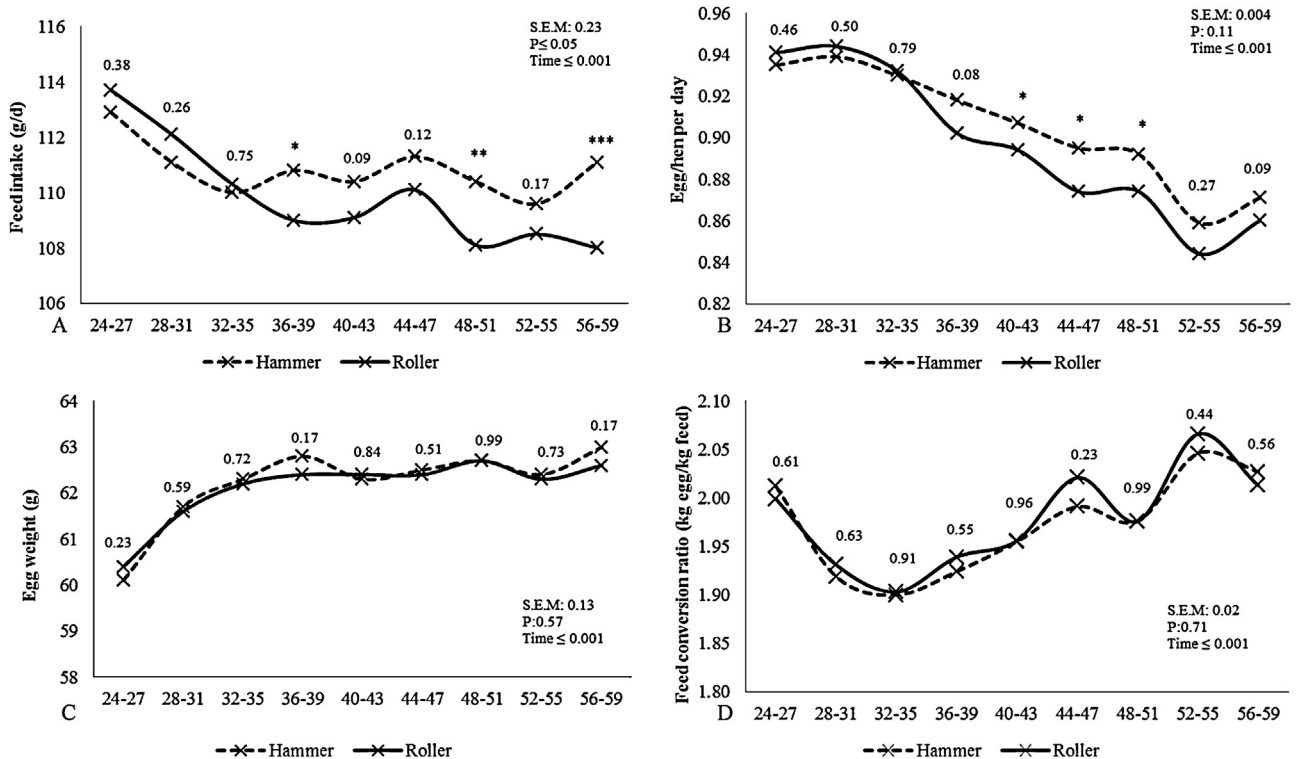 116
114
112
110
108
106
Feed intake (g/d)
S.E.M: 0.23
P≤ 0.05
Time ≤ 0.001
0.38
0.26
0.75
*
0.09
0.12
**
0.17
***
A
24-27 28-31 32-35 36-39 40-43 44-47 48-51 52-55 56-59
Hammer Roller
0.96
0.94
0.92
0.90
0.88
0.86
0.84
0.82
Egg/hen per day
S.E.M: 0.004
P: 0.11
Time ≤ 0.001
0.46
0.50
0.79
0.08
*
*
*
0.27
0.09
B
24-27 28-31 32-35 36-39 40-43 44-47 48-51 52-55 56-59
Hammer Roller
64
63
62
61
60
59
58
Egg weight (g)
0.23
0.59
0.72
0.17
0.84
0.51
0.99
0.73
0.17
S.E.M: 0.13
P:0.57
Time ≤ 0.001
C
24-27 28-31 32-35 36-39 40-43 44-47 48-51 52-55 56-59
Hammer Roller
2.10
2.05
2.00
1.95
1.90
1.85
1.80
Feed conversion ratio (kg egg/kg feed)
0.61
0.63
0.91
0.55
0.96
0.23
0.99
0.44
0.56
S.E.M: 0.02
P:0.71
Time ≤ 0.001
D
24-27 28-31 32-35 36-39 40-43 44-47 48-51 52-55 56-59
Hammer Roller